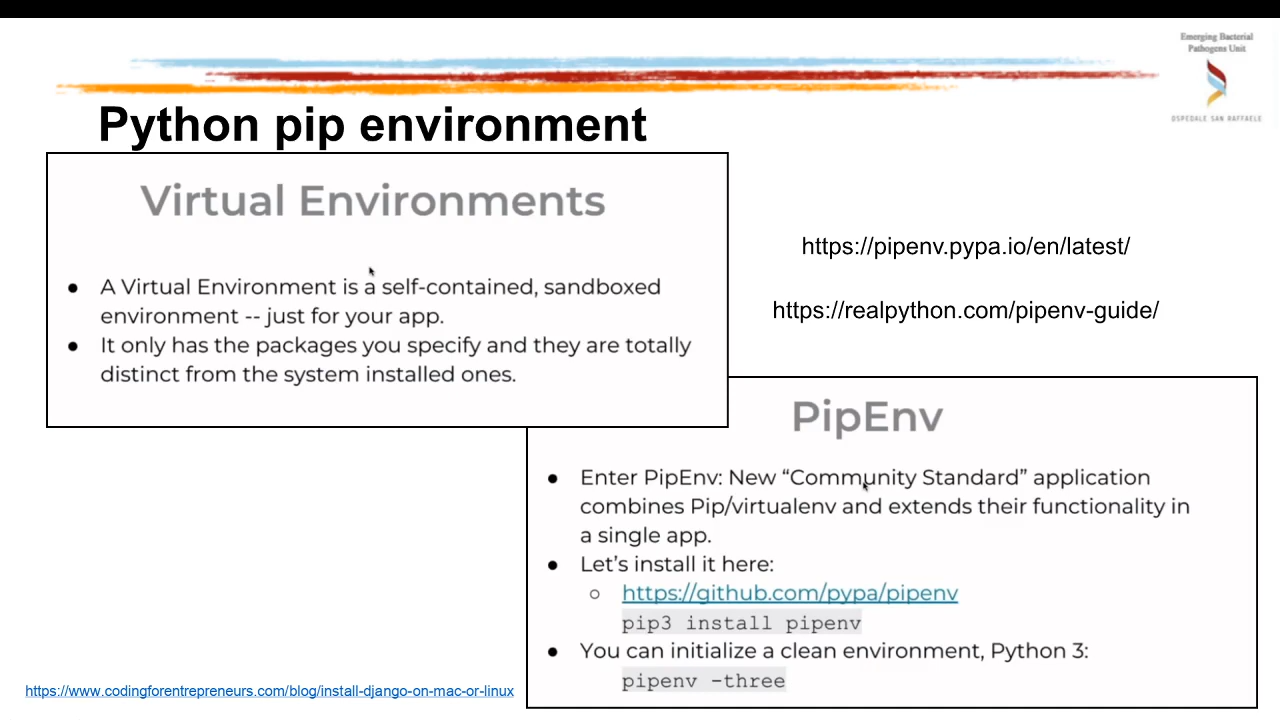 Emerging Bacterial
Pathogens Unit
OSPEDALE SAN RAFFAELE
Python pip environment
Virtual Environments
● A Virtual Environment is a self-contained, sandboxed
environment -- just for your app.
● It only has the packages you specify and they are totally
distinct from the system installed ones.
https://pipenv.pypa.io/en/latest/
https://realpython.com/pipenv-guide/
PipEnv
● Enter PipEnv: New “Community Standard” application
combines Pip/virtualenv and extends their functionality in
a single app.
● Let’s install it here:
○ https://github.com/pypa/pipenv
pip3 install pipenv
● You can initialize a clean environment, Python 3:
pipenv -three
https://www.codingforentrepreneurs.com/blog/install-django-on-mac-or-linux